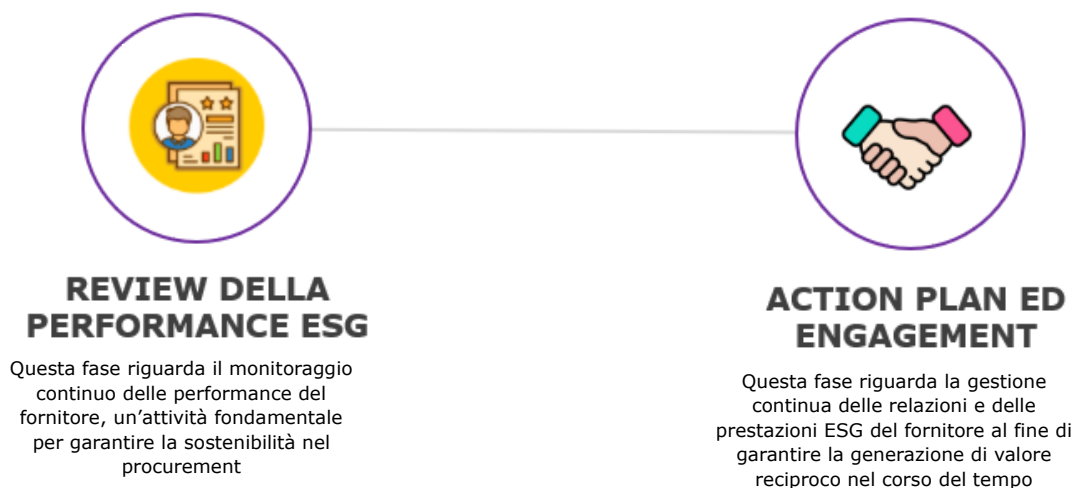 REVIEW DELLA
PERFORMANCE ESG
Questa fase riguarda il monitoraggio
continuo delle performance del
fornitore, un’attività fondamentale
per garantire la sostenibilità nel
procurement
ACTION PLAN ED
ENGAGEMENT
Questa fase riguarda la gestione
continua delle relazioni e delle
prestazioni ESG del fornitore al fine di
garantire la generazione di valore
reciproco nel corso del tempo